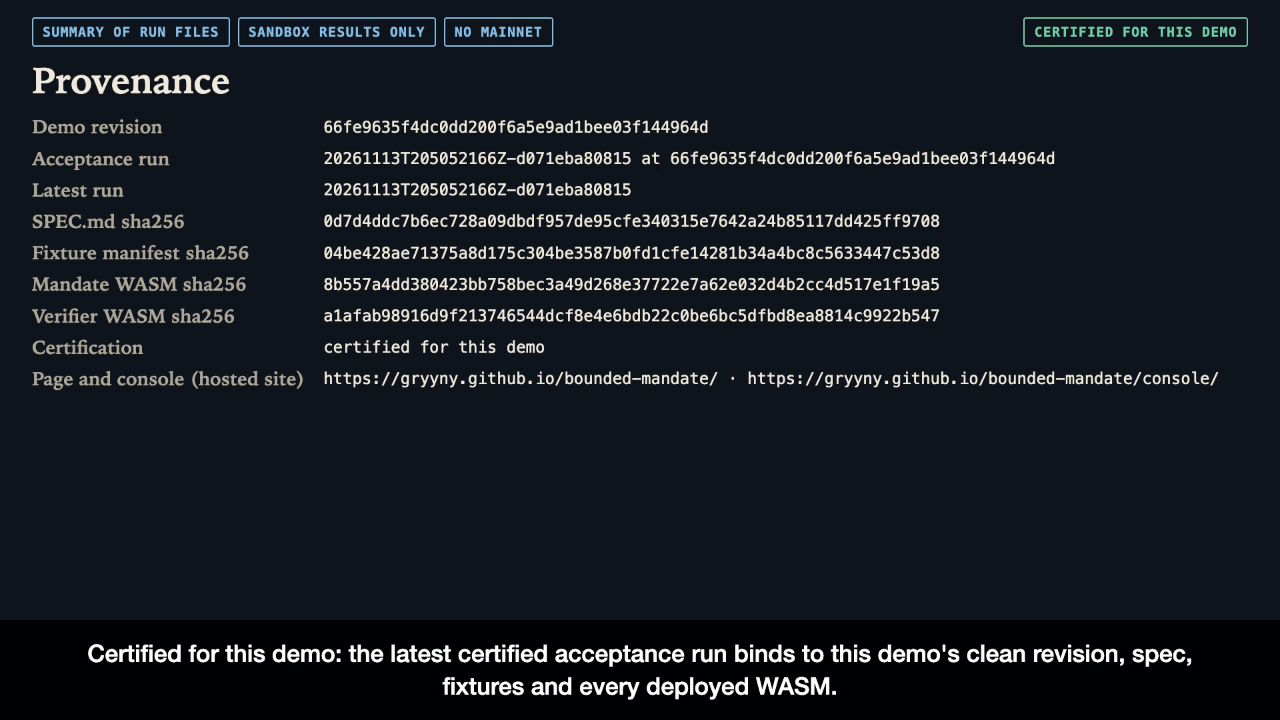 SUMMARY OF RUN FILES SANDBOX RESULTS ONLY NO MAINNET CERTIFIED FOR THIS DEMO
Provenance
Demo revision 66fe9635f4dc0dd200f6a5e9ad1bee03f144964d
Acceptance run 20261113T205052166Z-d071eba80815 at 66fe9635f4dc0dd200f6a5e9ad1bee03f144964d
Latest run 20261113T205052166Z-d071eba80815
SPEC.md sha256 0d7d4ddc7b6ec728a09dbdf957de95cfe340315e7642a24b85117dd425ff9708
Fixture manifest sha256 04be428ae71375a8d175c304be3587b0fd1cfe14281b34a4bc8c5633447c53d8
Mandate WASM sha256 8b557a4dd380423bb758bec3a49d268e37722e7a62e032d4b2cc4d517e1f19a5
Verifier WASM sha256 a1afab98916d9f213746544dcf8e4e6bdb22c0be6bc5dfbd8ea8814c9922b547
Certification certified for this demo
Page and console (hosted site) https://gryyny.github.io/bounded-mandate/ · https://gryyny.github.io/bounded-mandate/console/
Certified for this demo: the latest certified acceptance run binds to this demo's clean revision, spec,
fixtures and every deployed WASM.